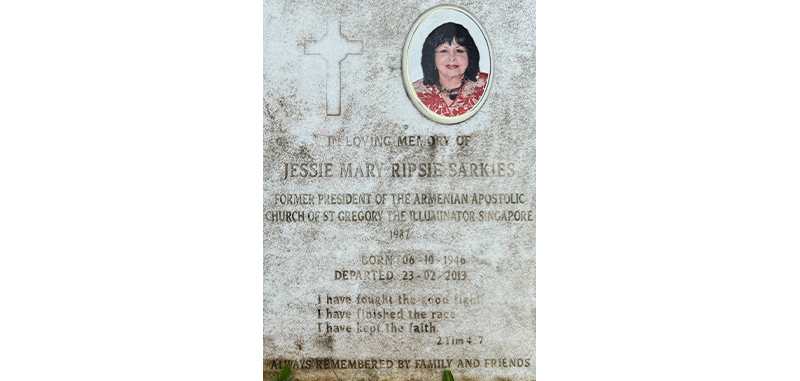 IN LOVING MEMORY OF
JESSIE MARY RIPSIE SARKIES
FORMER PRESIDENT OF THE ARMENIAN APOSTOLIC
CHURCH OF ST GREGORY THE ILLUMINATOR SINGAPORE
1987
BORN 06-10-1946
DEPARTED 23-02-2013
I have fought the good fight
I have finished the race
I have kept the faith
2 Tim 4 7
ALWAYS REMEMBERED BY FAMILY AND FRIENDS